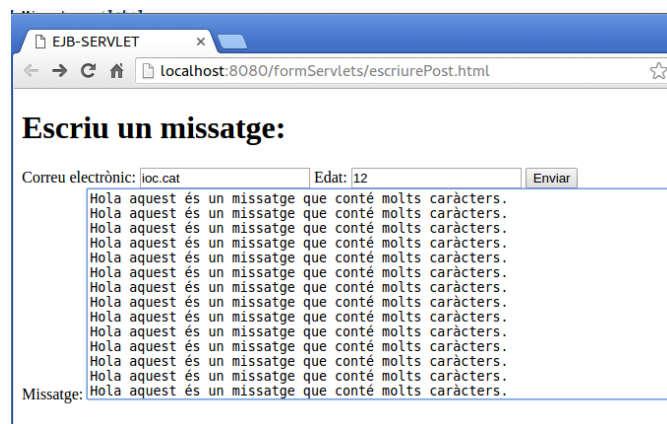 EJB-SERVLET
localhost:8080/formServlets/escriurePost.html
Escriu un missatge:
Correu electrònic: ioc.cat Edat: 12 Enviar
Hola aquest és un missatge que conté molts caràcters.
Hola aquest és un missatge que conté molts caràcters.
Hola aquest és un missatge que conté molts caràcters.
Hola aquest és un missatge que conté molts caràcters.
Hola aquest és un missatge que conté molts caràcters.
Hola aquest és un missatge que conté molts caràcters.
Hola aquest és un missatge que conté molts caràcters.
Hola aquest és un missatge que conté molts caràcters.
Hola aquest és un missatge que conté molts caràcters.
Hola aquest és un missatge que conté molts caràcters.
Hola aquest és un missatge que conté molts caràcters.
Hola aquest és un missatge que conté molts caràcters.
Hola aquest és un missatge que conté molts caràcters.
Missatge: Hola aquest és un missatge que conté molts caràcters.